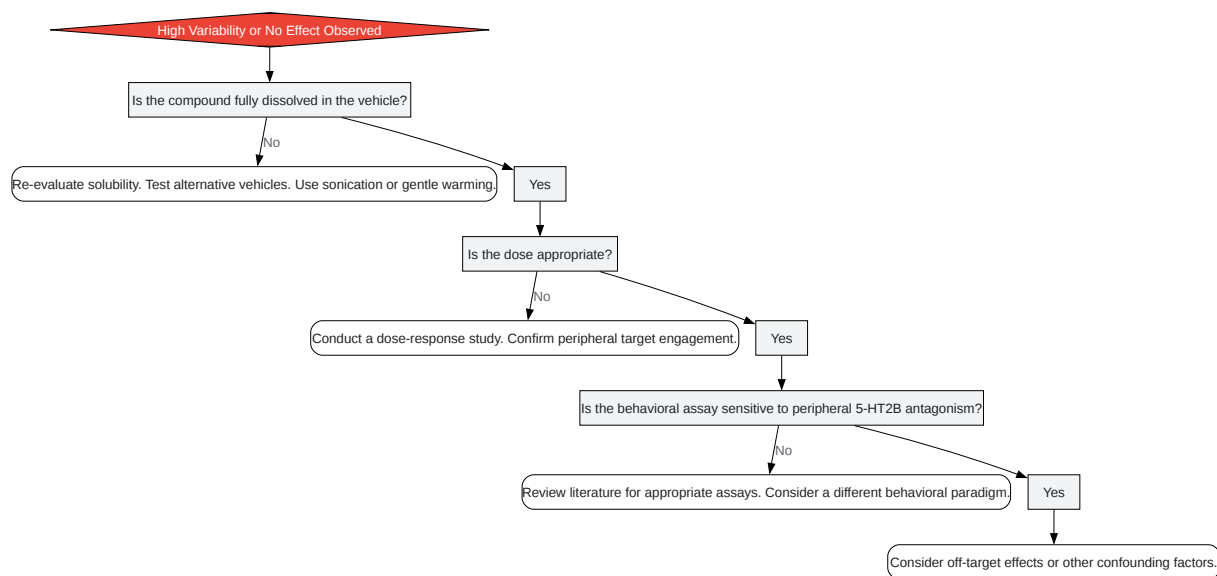 High Variability or No Effect Observed
Is the compound fully dissolved in the vehicle?
No
Re-evaluate solubility. Test alternative vehicles. Use sonication or gentle warming.
Yes
Is the dose appropriate?
No
Conduct a dose-response study. Confirm peripheral target engagement.
Yes
Is the behavioral assay sensitive to peripheral 5-HT2B antagonism?
No
Review literature for appropriate assays. Consider a different behavioral paradigm.
Yes
Consider off-target effects or other confounding factors.